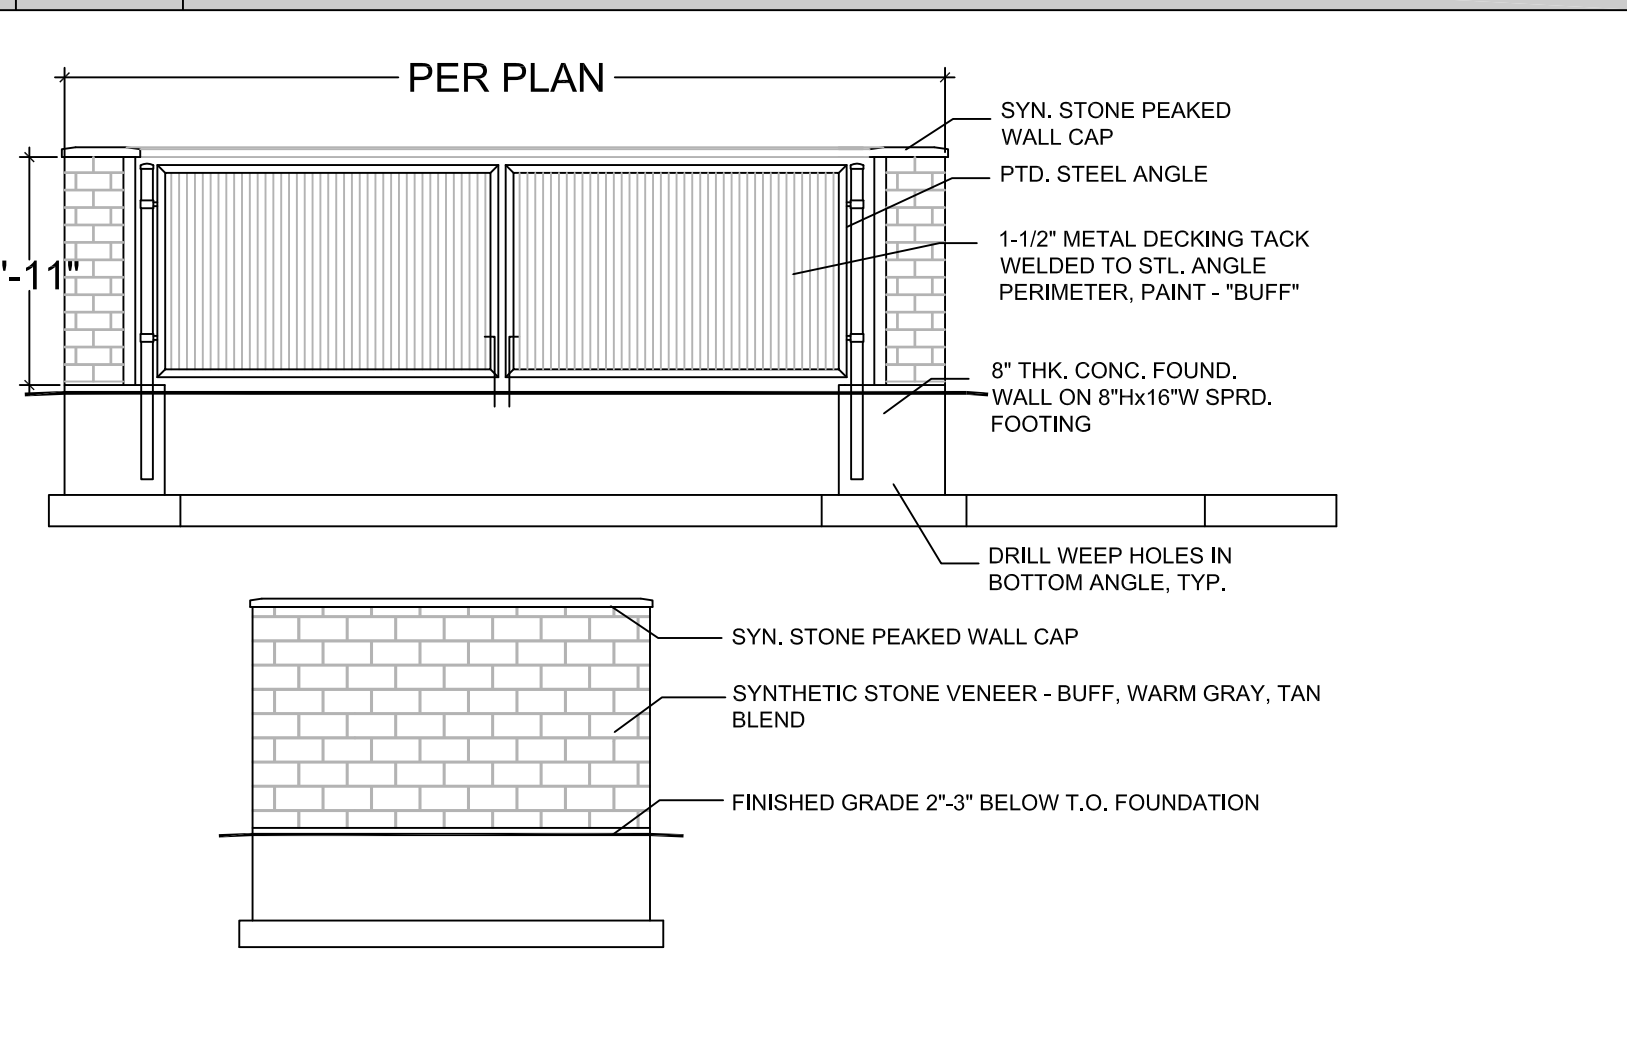 PER PLAN
SYN. STONE PEAKED
WALL CAP
PTD. STEEL ANGLE
1-1/2" METAL DECKING TACK
WELDED TO STL. ANGLE
PERIMETER, PAINT - "BUFF"
'-11"
8" THK. CONC. FOUND.
WALL ON 8"Hx16"W SPRD.
FOOTING
DRILL WEEP HOLES IN
BOTTOM ANGLE, TYP.
SYN. STONE PEAKED WALL CAP
SYNTHETIC STONE VENEER - BUFF, WARM GRAY, TAN
BLEND
FINISHED GRADE 2"-3" BELOW T.O. FOUNDATION